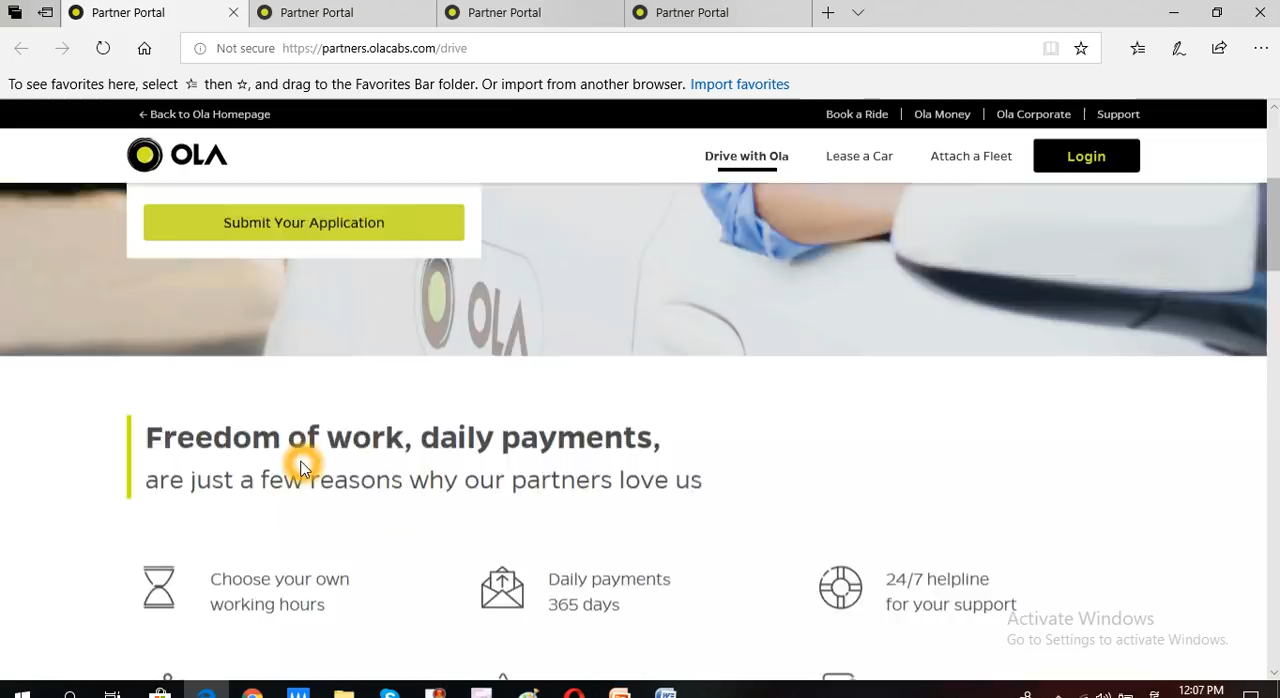 Partner Portal
Partner Portal
Partner Portal
Partner Portal
Not secure https://partners.olacabs.com/drive
To see favorites here, select ☆ then ☆, and drag to the Favorites Bar folder. Or import from another browser. Import favorites
← Back to Ola Homepage
Book a Ride | Ola Money | Ola Corporate | Support
OLA
Drive with Ola
Lease a Car
Attach a Fleet
Login
Submit Your Application
OLA
Freedom of work, daily payments,
are just a few reasons why our partners love us
Choose your own
working hours
Daily payments
365 days
24/7 helpline
for your support
Activate Windows
Go to Settings to activate Windows.
12:07 PM